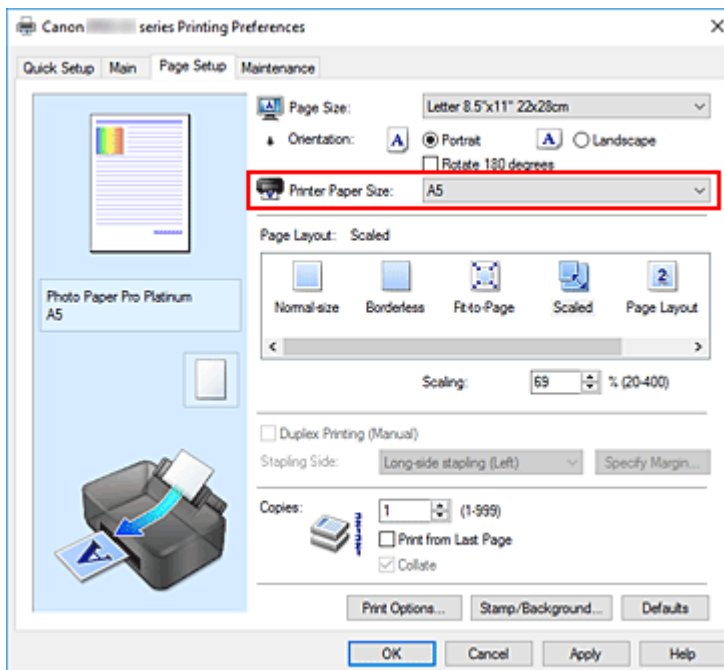 Canon series Printing Preferences
Quick Setup Main Page Setup Maintenance
Page Size: Letter 8.5"x11" 22x28cm
Orientation: A Portrait A Landscape
Rotate 180 degrees
Printer Paper Size: A5
Page Layout: Scaled
Normal-size Borderless Fit-to-Page Scaled Page Layout
Photo Paper Pro Platinum
A5
Scaling: 69 % (20-400)
Duplex Printing (Manual)
Stapling Side: Long-side stapling (Left) Specify Margin...
Copies: 1 (1-999)
Print from Last Page
Collate
Print Options... Stamp/Background... Defaults
OK Cancel Apply Help